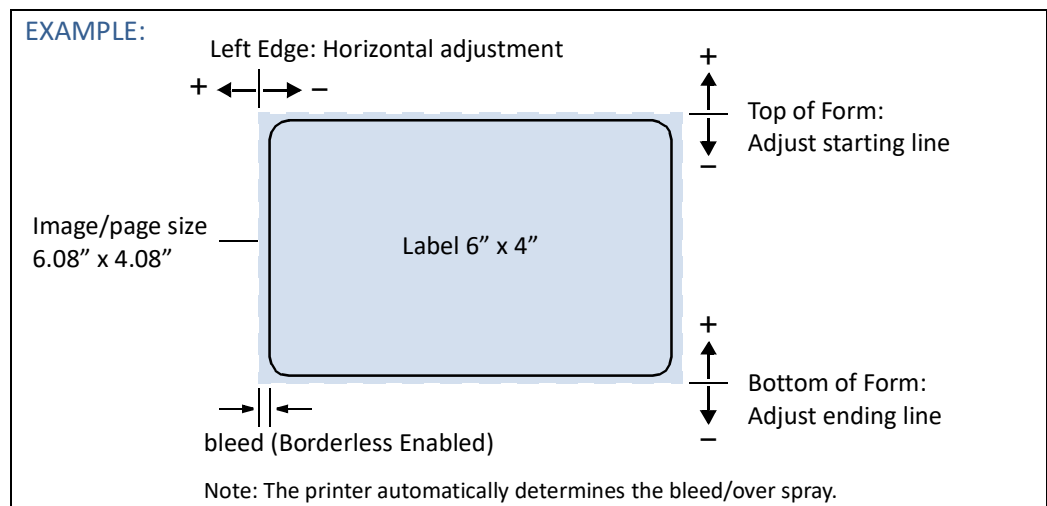 EXAMPLE:
Left Edge: Horizontal adjustment
+ −
+
Top of Form:
Adjust starting line
−
Image/page size
6.08” x 4.08”
Label 6” x 4”
+
Bottom of Form:
Adjust ending line
−
bleed (Borderless Enabled)
Note: The printer automatically determines the bleed/over spray.